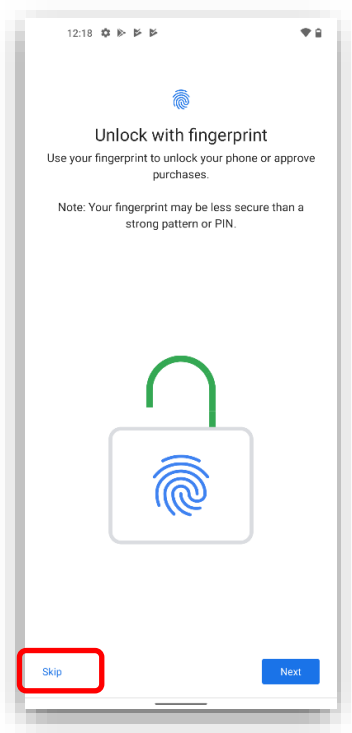 12:18
Unlock with fingerprint
Use your fingerprint to unlock your phone or approve
purchases.
Note: Your fingerprint may be less secure than a
strong pattern or PIN.
Skip
Next